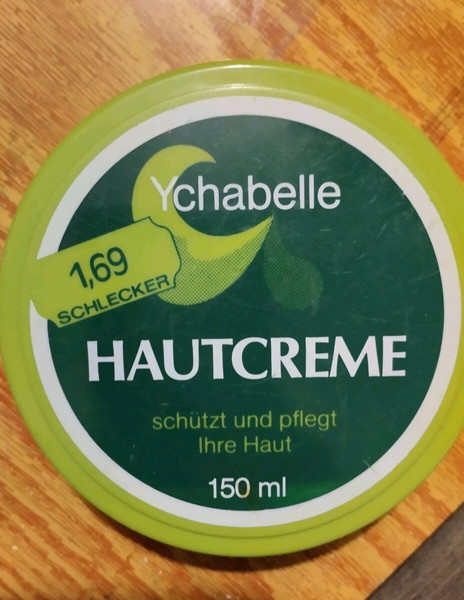 Ychabelle
1,69
SCHLECKER
HAUTCREME
schützt und pflegt
Ihre Haut
150 ml